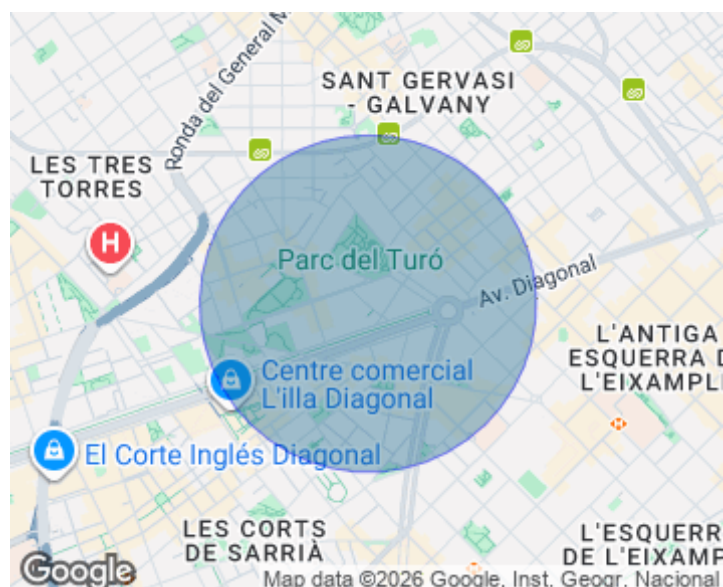 Ronda del General M
SANT GERVASI
- GALVANY
LES TRES
TORRES
H
Parc del Turó
Av. Diagonal
L'ANTIGA
ESQUERRA D
L'EIXAMPL
Centre comercial
L'illa Diagonal
El Corte Inglés Diagonal
LES CORTS
DE SARRIÀ
L'ESQUERR
DE L'EIXAMP
Google
Map data ©2026 Google, Inst. Geogr. Nacional